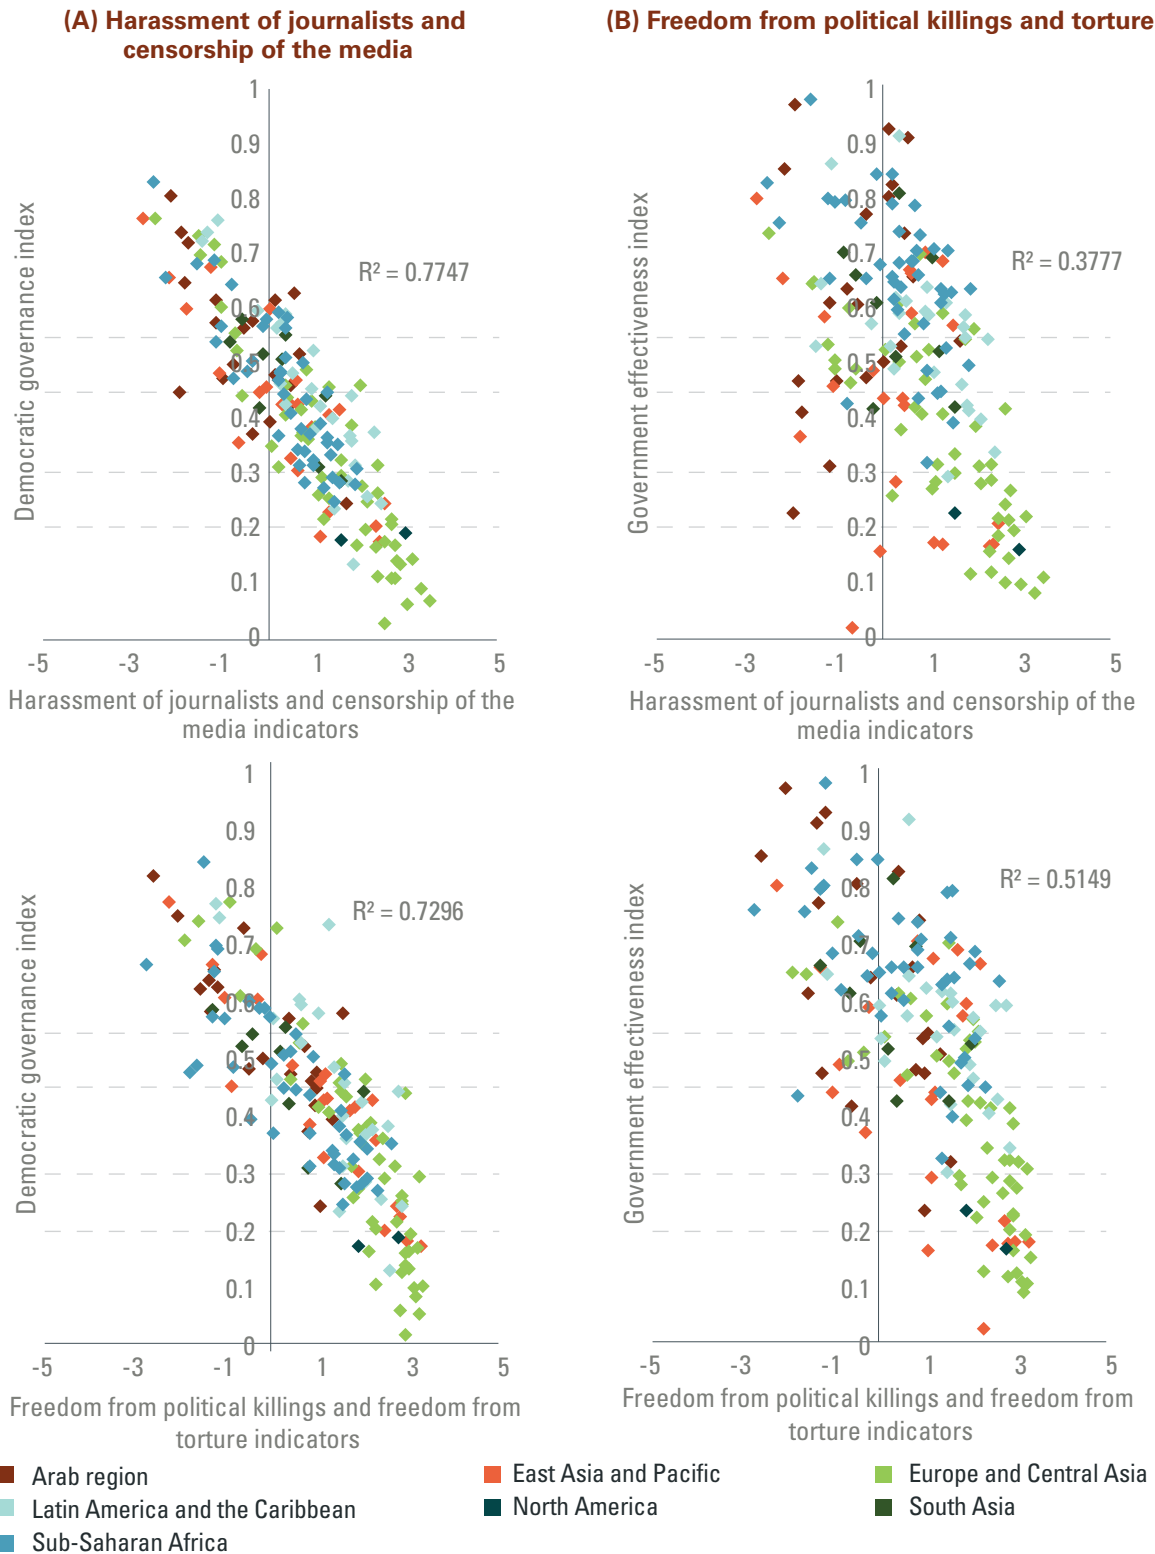 (A) Harassment of journalists and
censorship of the media
(B) Freedom from political killings and torture
Democratic governance index
1
0.9
0.8
0.7
0.6
0.5
0.4
0.3
0.2
0.1
0
R² = 0.7747
-5 -3 -1 1 3 5
Harassment of journalists and censorship of the
media indicators
Government effectiveness index
1
0.9
0.8
0.7
0.6
0.5
0.4
0.3
0.2
0.1
0
R² = 0.3777
-5 -3 -1 1 3 5
Harassment of journalists and censorship of the
media indicators
Democratic governance index
1
0.9
0.8
0.7
0.6
0.5
0.4
0.3
0.2
0.1
0
R² = 0.7296
-5 -3 -1 1 3 5
Freedom from political killings and freedom from
torture indicators
Government effectiveness index
1
0.9
0.8
0.7
0.6
0.5
0.4
0.3
0.2
0.1
0
R² = 0.5149
-5 -3 -1 1 3 5
Freedom from political killings and freedom from
torture indicators
Arab region
East Asia and Pacific
Europe and Central Asia
Latin America and the Caribbean
North America
South Asia
Sub-Saharan Africa